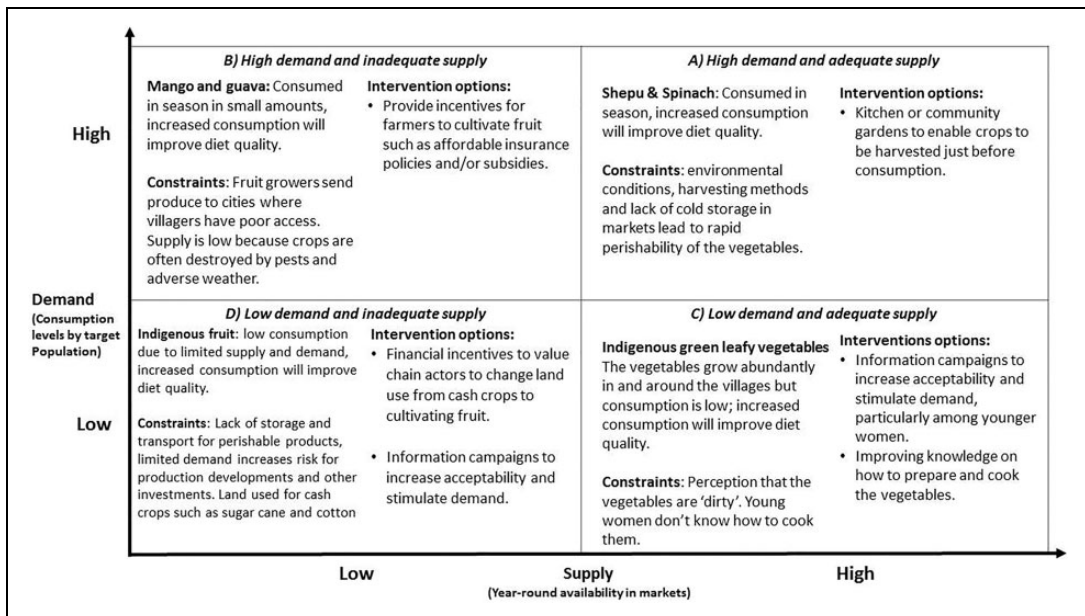 B) High demand and inadequate supply
Mango and guava: Consumed
in season in small amounts,
increased consumption will
improve diet quality.
Constraints: Fruit growers send
produce to cities where
villagers have poor access.
Supply is low because crops are
often destroyed by pests and
adverse weather.
Intervention options:
• Provide incentives for
farmers to cultivate fruit
such as affordable insurance
policies and/or subsidies.
A) High demand and adequate supply
Shepu & Spinach: Consumed in
season, increased consumption
will improve diet quality.
Constraints: environmental
conditions, harvesting methods
and lack of cold storage in
markets lead to rapid
perishability of the vegetables.
Intervention options:
• Kitchen or community
gardens to enable crops to
be harvested just before
consumption.
High
Demand
(Consumption
levels by target
Population)
Low
D) Low demand and inadequate supply
Indigenous fruit: low consumption
due to limited supply and demand,
increased consumption will improve
diet quality.
Constraints: Lack of storage and
transport for perishable products,
limited demand increases risk for
production developments and other
investments. Land used for cash
crops such as sugar cane and cotton
Intervention options:
• Financial incentives to value
chain actors to change land
use from cash crops to
cultivating fruit.
• Information campaigns to
increase acceptability and
stimulate demand.
C) Low demand and adequate supply
Indigenous green leafy vegetables
The vegetables grow abundantly
in and around the villages but
consumption is low; increased
consumption will improve diet
quality.
Constraints: Perception that the
vegetables are ‘dirty’. Young
women don’t know how to cook
them.
Interventions options:
• Information campaigns to
increase acceptability and
stimulate demand,
particularly among younger
women.
• Improving knowledge on
how to prepare and cook
the vegetables.
Low
Supply
High
(Year-round availability in markets)